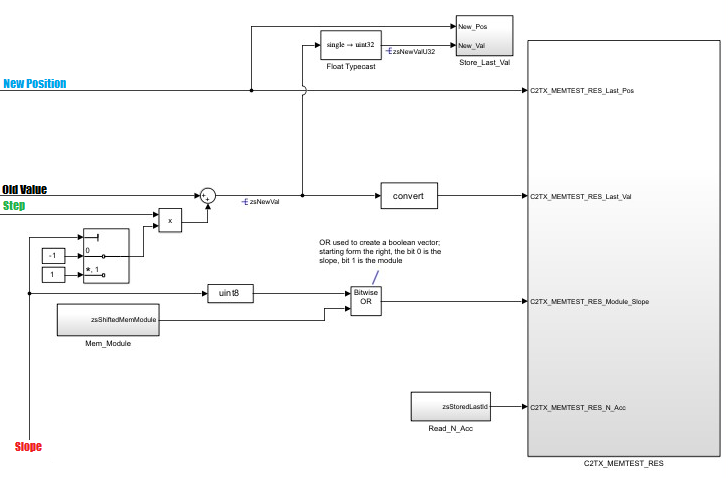 New_Pos
single → uint32
New_Val
zsNewValU32
Float Typecast
Store_Last_Val
New Position
C2TX_MEMTEST_RES_Last_Pos
Old Value
convert
C2TX_MEMTEST_RES_Last_Val
zsNewVal
Step
x
0
-1
*, 1
1
OR used to create a boolean vector;
starting form the right, the bit 0 is the
slope, bit 1 is the module
uint8
Bitwise
OR
C2TX_MEMTEST_RES_Module_Slope
zsShiftedMemModule
Mem_Module
zsStoredLastId
C2TX_MEMTEST_RES_N_Acc
Read_N_Acc
Slope
C2TX_MEMTEST_RES